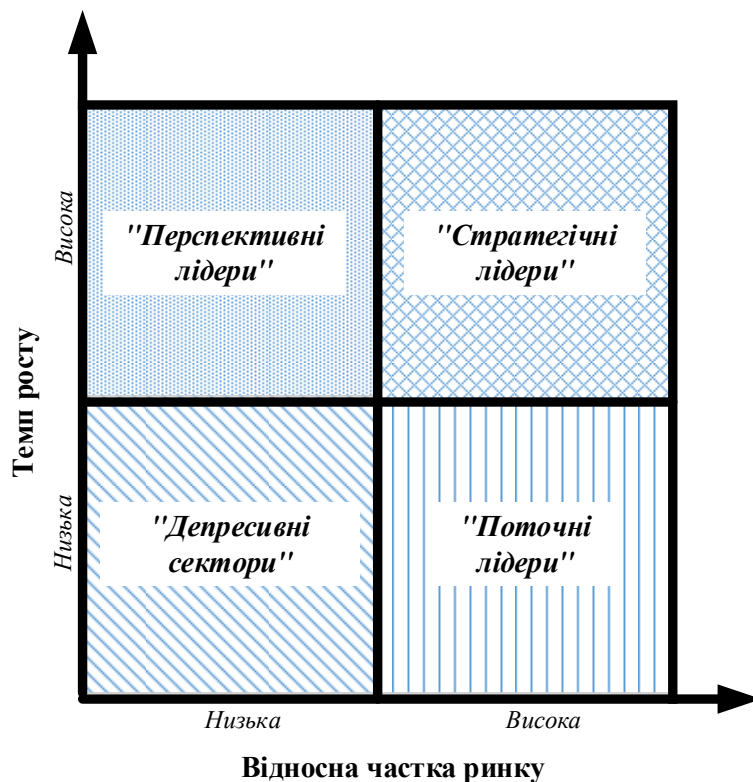 Темп росту
Висока
Низька
"Перспективні
лідери"
"Стратегічні
лідери"
"Депресивні
сектори"
"Поточні
лідери"
Низька
Висока
Відносна частка ринку